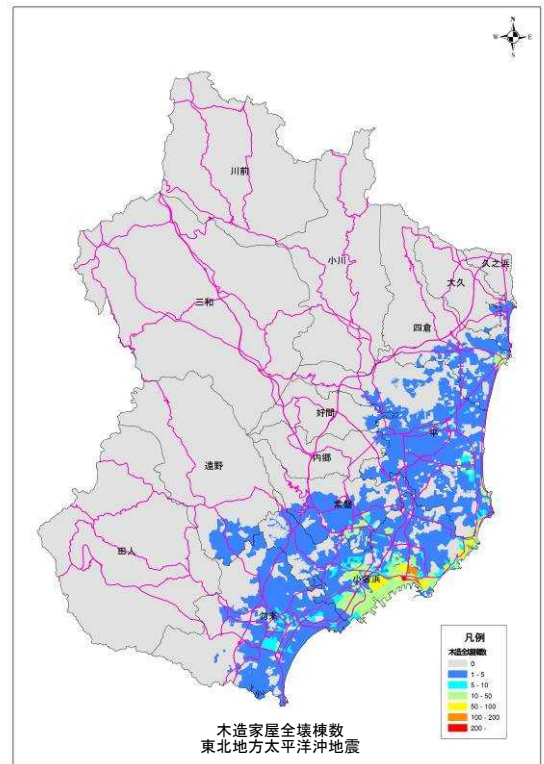 N
W E
S
川前
小川
久之浜
大久
三和
四倉
好間
平
内郷
遠野
常磐
田人
小名浜
勿来
凡例
木造全壊棟数
0
1 - 5
5 - 10
10 - 50
50 - 100
100 - 200
200 -
木造家屋全壊棟数
東北地方太平洋沖地震